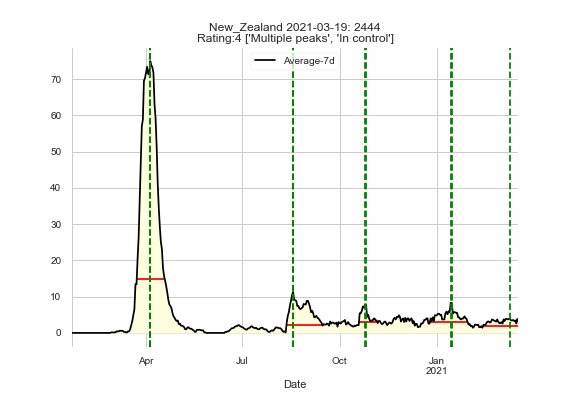 New_Zealand 2021-03-19: 2444
Rating:4 ['Multiple peaks', 'In control']
Average-7d
70
60
50
40
30
20
10
0
Apr
Jul
Oct
Jan
2021
Date